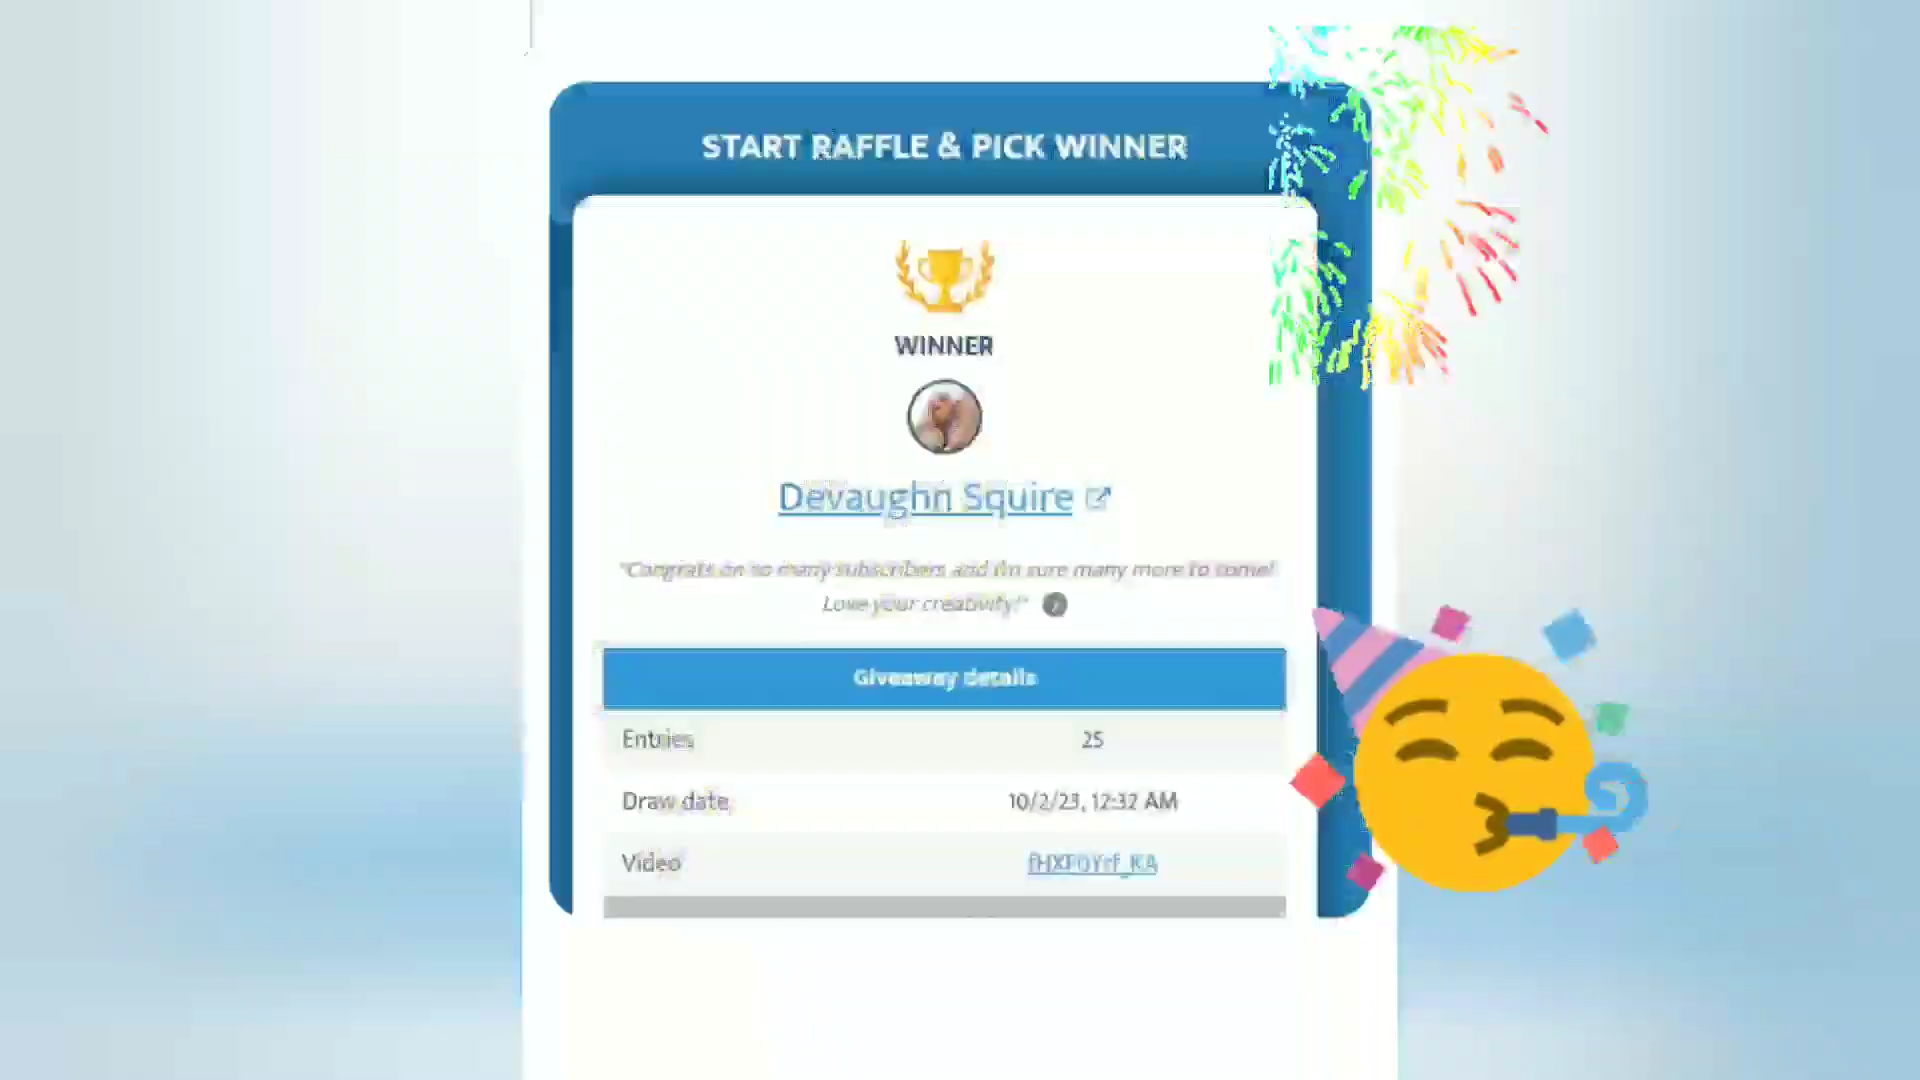 START RAFFLE & PICK WINNER
WINNER
Devaughn Squire
"Congrats on so many subscribers and I'm sure many more to come!
Love your creativity!"
Giveaway details
Entries 25
Draw date 10/2/23, 12:32 AM
Video